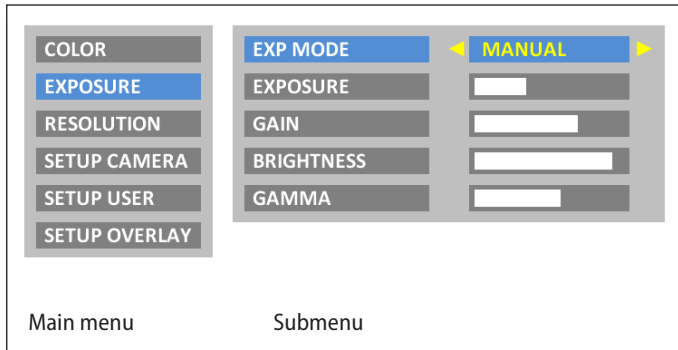 COLOR
EXPOSURE
RESOLUTION
SETUP CAMERA
SETUP USER
SETUP OVERLAY
EXP MODE ◄ MANUAL ►
EXPOSURE
GAIN
BRIGHTNESS
GAMMA
Main menu
Submenu